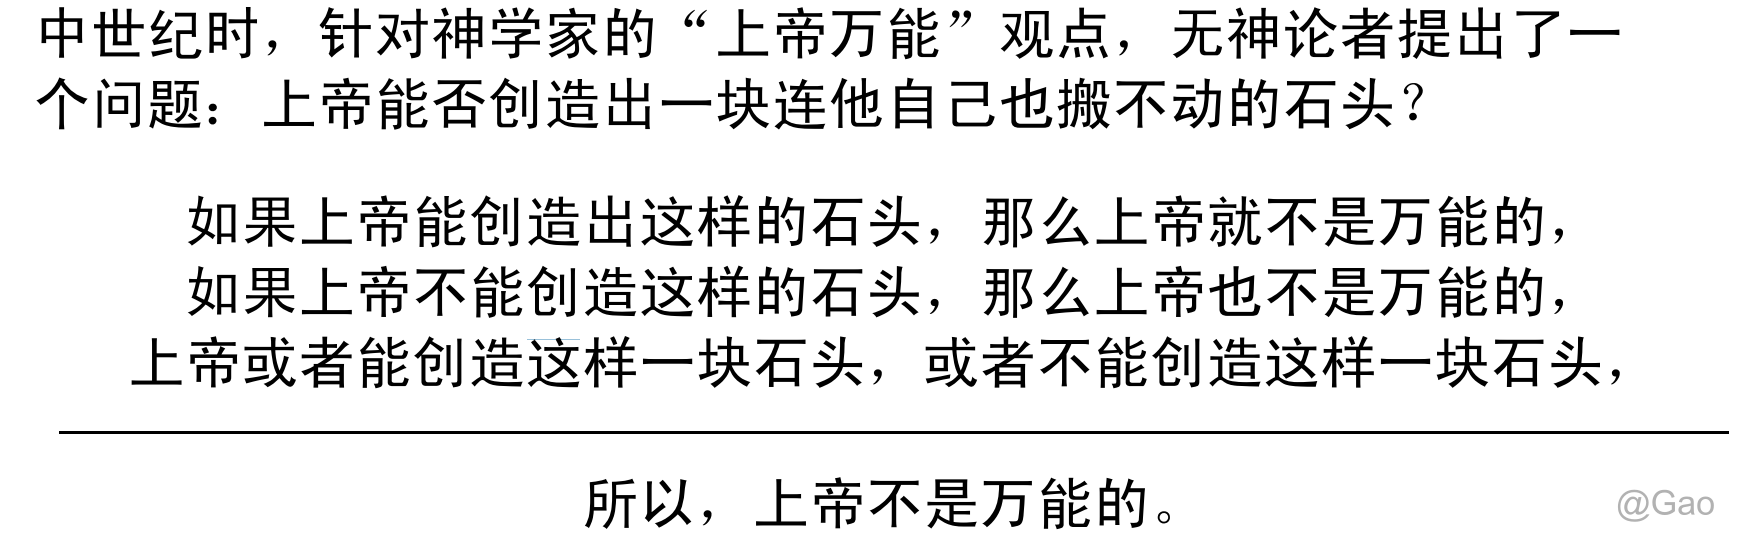 中世纪时，针对神学家的“上帝万能”观点，无神论者提出了一
个问题：上帝能否创造出一块连他自己也搬不动的石头？
如果上帝能创造出这样的石头，那么上帝就不是万能的，
如果上帝不能创造这样的石头，那么上帝也不是万能的，
上帝或者能创造这样一块石头，或者不能创造这样一块石头，
所以，上帝不是万能的。
@Gao